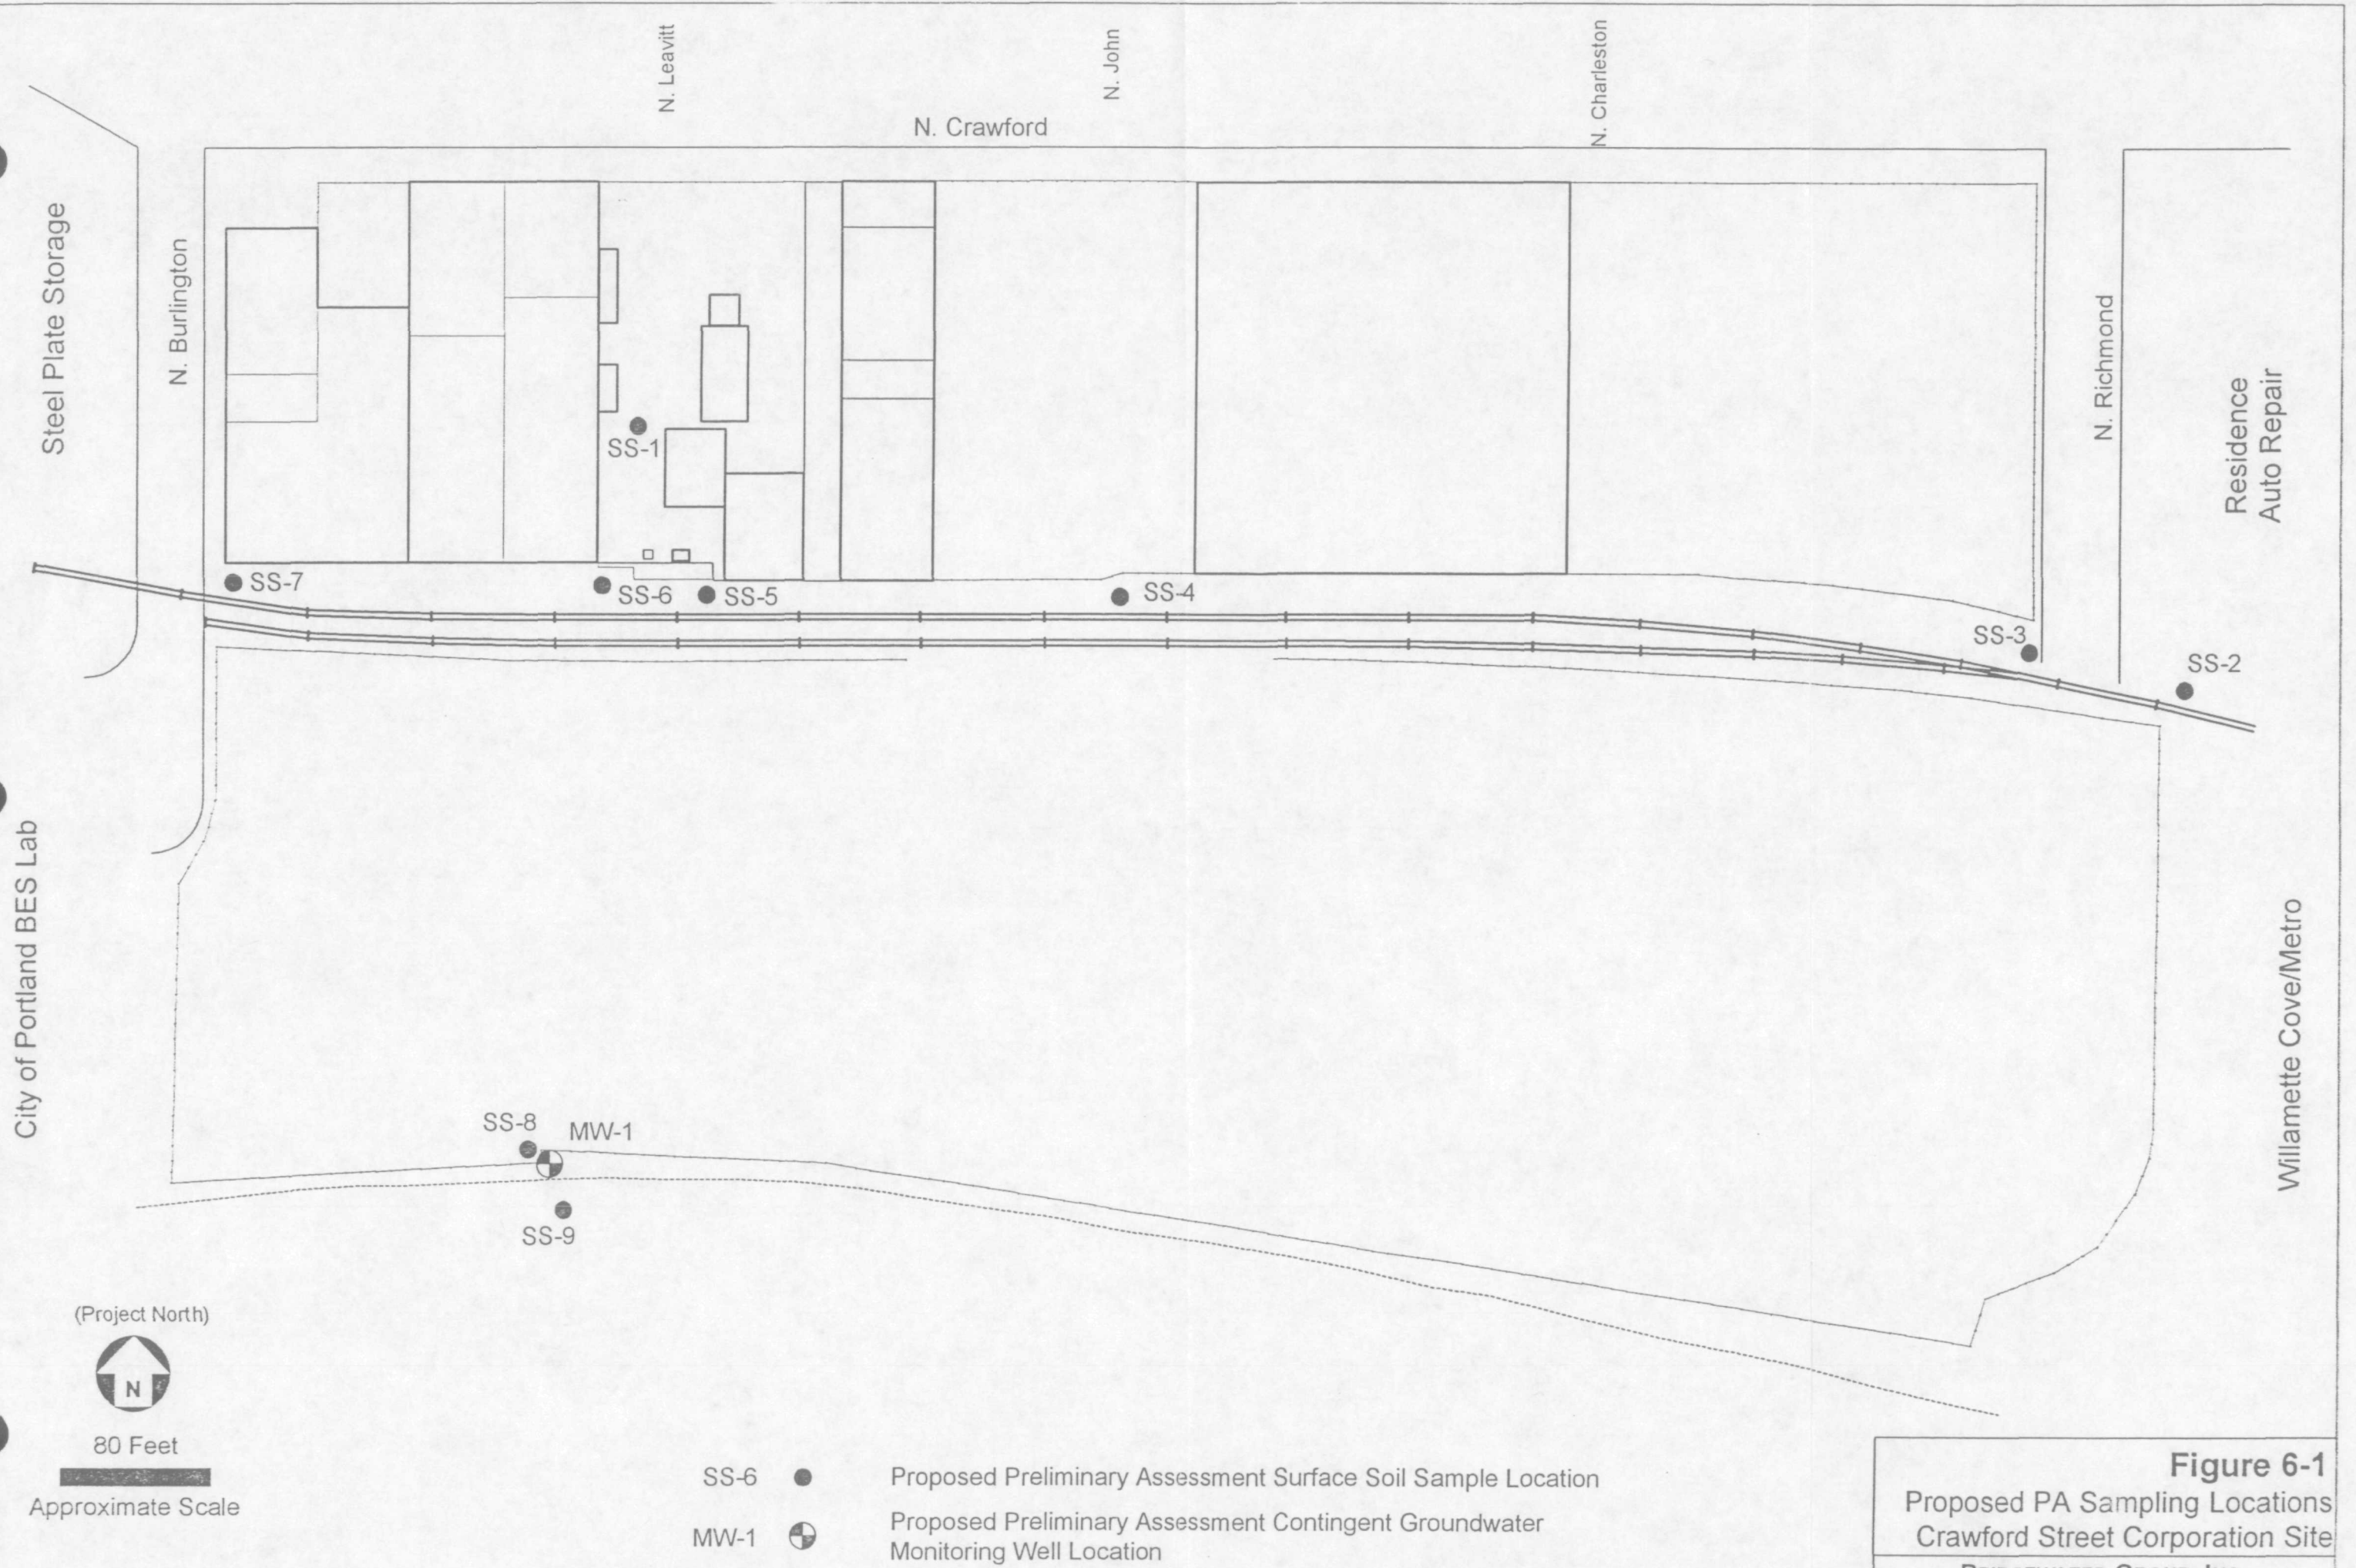 N. Leavitt
N. John
N. Charleston
N. Crawford
Steel Plate Storage
N. Burlington
N. Richmond
Residence
Auto Repair
SS-1
SS-7
SS-6
SS-5
SS-4
SS-3
SS-2
City of Portland BES Lab
Willamette Cove/Metro
SS-8
MW-1
SS-9
(Project North)
N
80 Feet
Approximate Scale
SS-6
Proposed Preliminary Assessment Surface Soil Sample Location
MW-1
Proposed Preliminary Assessment Contingent Groundwater
Monitoring Well Location
Figure 6-1
Proposed PA Sampling Locations
Crawford Street Corporation Site